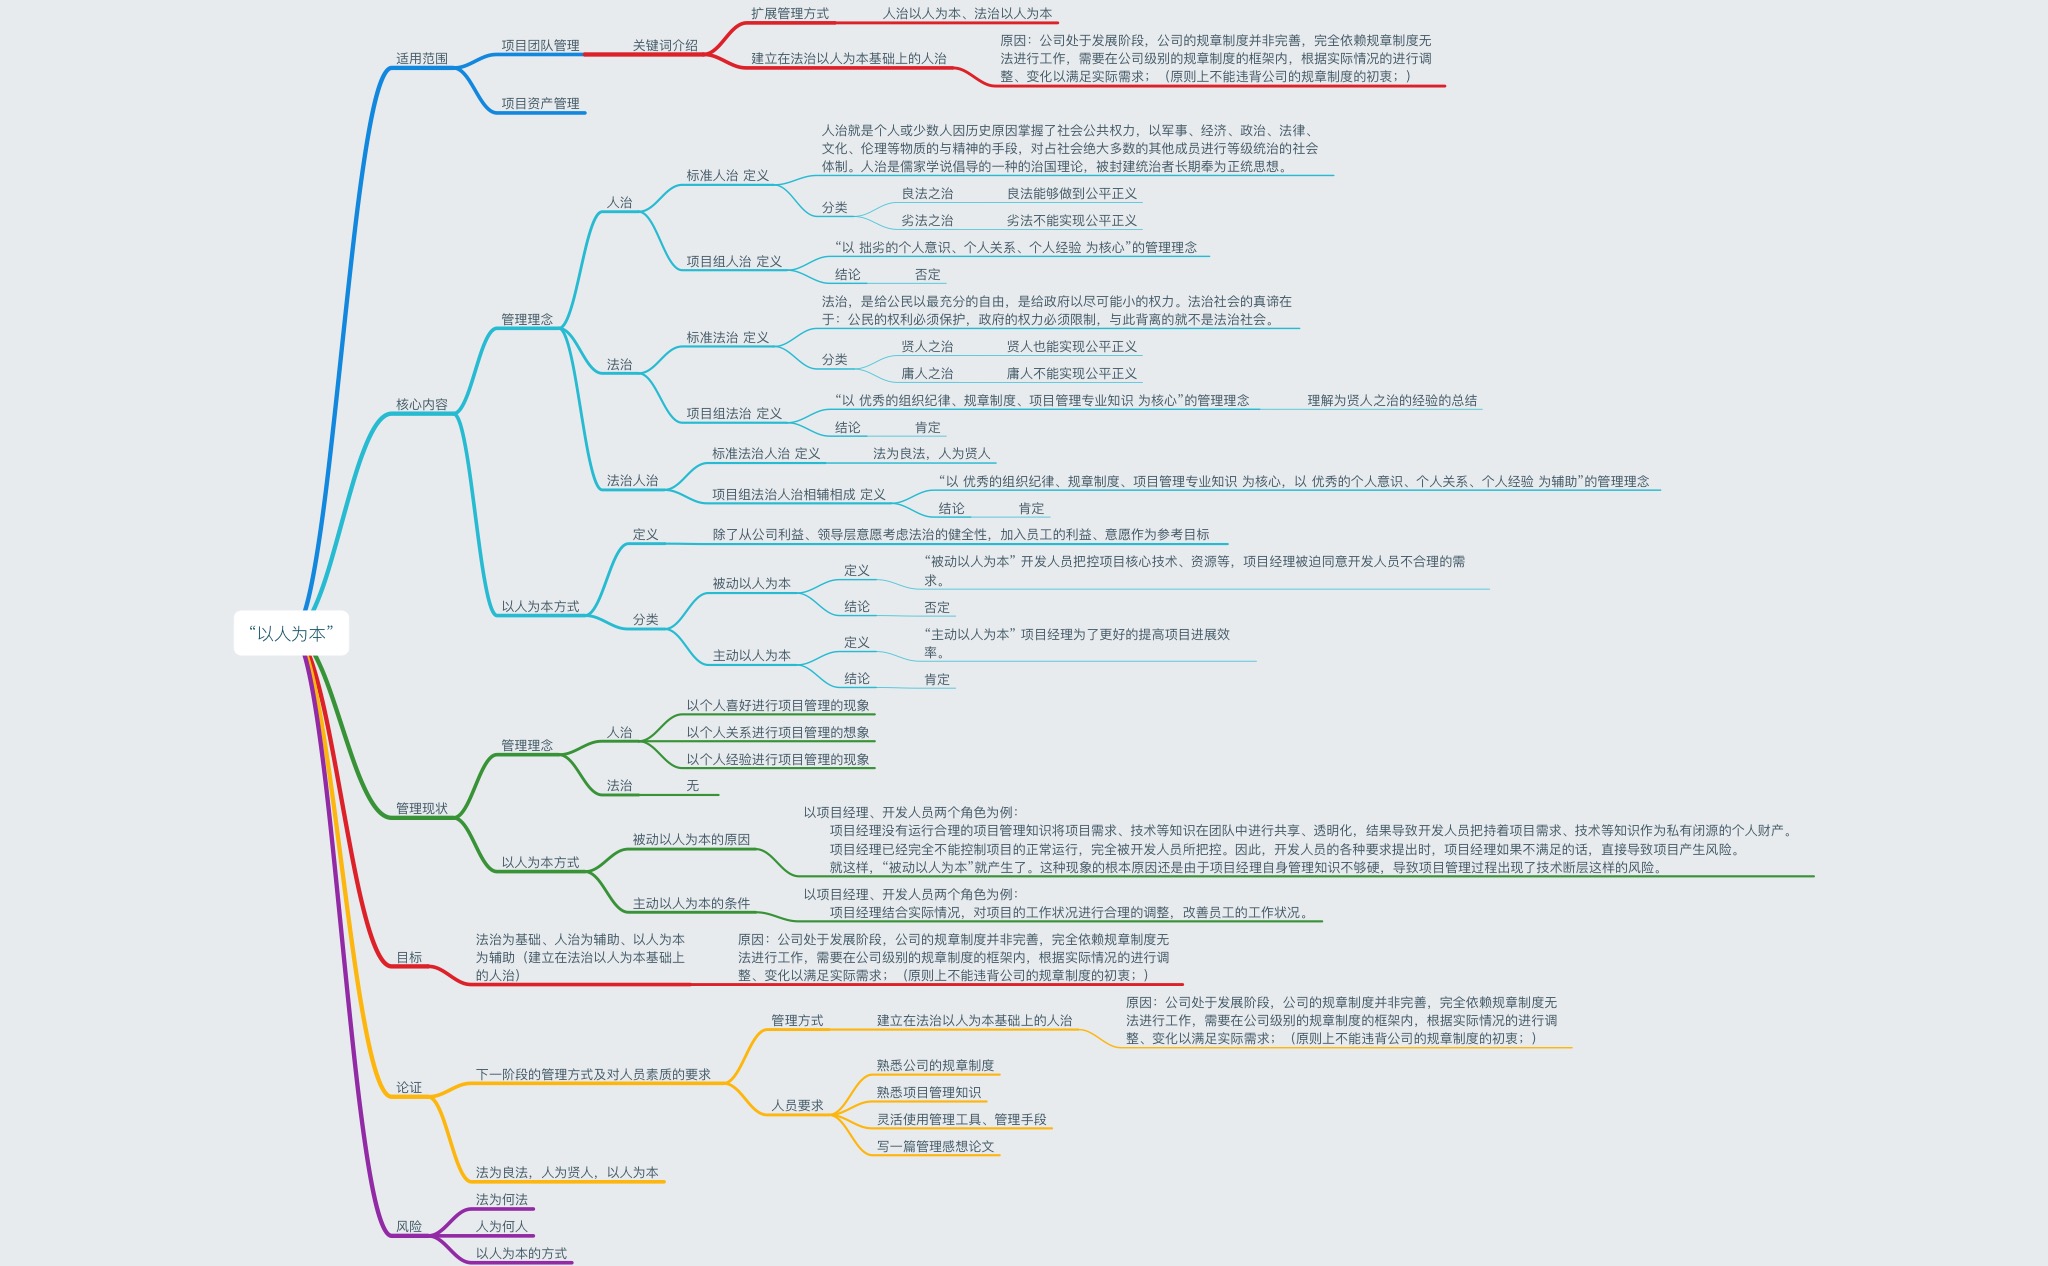 “以人为本”
适用范围
项目团队管理
关键词介绍
扩展管理方式
人治以人为本、法治以人为本
建立在法治以人为本基础上的人治
原因：公司处于发展阶段，公司的规章制度并非完善，完全依赖规章制度无
法进行工作，需要在公司级别的规章制度的框架内，根据实际情况的进行调
整、变化以满足实际需求；（原则上不能违背公司的规章制度的初衷；）
项目资产管理
核心内容
管理理念
人治
标准人治 定义
人治就是个人或少数人因历史原因掌握了社会公共权力，以军事、经济、政治、法律、
文化、伦理等物质的与精神的手段，对占社会绝大多数的其他成员进行等级统治的社会
体制。人治是儒家学说倡导的一种的治国理论，被封建统治者长期奉为正统思想。
分类
良法之治
良法能够做到公平正义
劣法之治
劣法不能实现公平正义
项目组人治 定义
“以 拙劣的个人意识、个人关系、个人经验 为核心”的管理理念
结论
否定
法治
标准法治 定义
法治，是给公民以最充分的自由，是给政府以尽可能小的权力。法治社会的真谛在
于：公民的权利必须保护，政府的权力必须限制，与此背离的就不是法治社会。
分类
贤人之治
贤人也能实现公平正义
庸人之治
庸人不能实现公平正义
项目组法治 定义
“以 优秀的组织纪律、规章制度、项目管理专业知识 为核心”的管理理念
理解为贤人之治的经验的总结
结论
肯定
法治人治
标准法治人治 定义
法为良法，人为贤人
项目组法治人治相辅相成 定义
“以 优秀的组织纪律、规章制度、项目管理专业知识 为核心，以 优秀的个人意识、个人关系、个人经验 为辅助”的管理理念
结论
肯定
以人为本方式
定义
除了从公司利益、领导层意愿考虑法治的健全性，加入员工的利益、意愿作为参考目标
分类
被动以人为本
定义
“被动以人为本” 开发人员把控项目核心技术、资源等，项目经理被迫同意开发人员不合理的需
求。
结论
否定
主动以人为本
定义
“主动以人为本” 项目经理为了更好的提高项目进展效
率。
结论
肯定
管理现状
管理理念
人治
以个人喜好进行项目管理的现象
以个人关系进行项目管理的想象
以个人经验进行项目管理的现象
法治
无
以人为本方式
被动以人为本的原因
以项目经理、开发人员两个角色为例：
项目经理没有运行合理的项目管理知识将项目需求、技术等知识在团队中进行共享、透明化，结果导致开发人员把持着项目需求、技术等知识作为私有闭源的个人财产。
项目经理已经完全不能控制项目的正常运行，完全被开发人员所把控。因此，开发人员的各种要求提出时，项目经理如果不满足的话，直接导致项目产生风险。
就这样，“被动以人为本”就产生了。这种现象的根本原因还是由于项目经理自身管理知识不够硬，导致项目管理过程出现了技术断层这样的风险。
主动以人为本的条件
以项目经理、开发人员两个角色为例：
项目经理结合实际情况，对项目的工作状况进行合理的调整，改善员工的工作状况。
目标
法治为基础、人治为辅助、以人为本
为辅助（建立在法治以人为本基础上
的人治）
原因：公司处于发展阶段，公司的规章制度并非完善，完全依赖规章制度无
法进行工作，需要在公司级别的规章制度的框架内，根据实际情况的进行调
整、变化以满足实际需求；（原则上不能违背公司的规章制度的初衷；）
论证
下一阶段的管理方式及对人员素质的要求
管理方式
建立在法治以人为本基础上的人治
原因：公司处于发展阶段，公司的规章制度并非完善，完全依赖规章制度无
法进行工作，需要在公司级别的规章制度的框架内，根据实际情况的进行调
整、变化以满足实际需求；（原则上不能违背公司的规章制度的初衷；）
人员要求
熟悉公司的规章制度
熟悉项目管理知识
灵活使用管理工具、管理手段
写一篇管理感想论文
法为良法，人为贤人，以人为本
风险
法为何法
人为何人
以人为本的方式